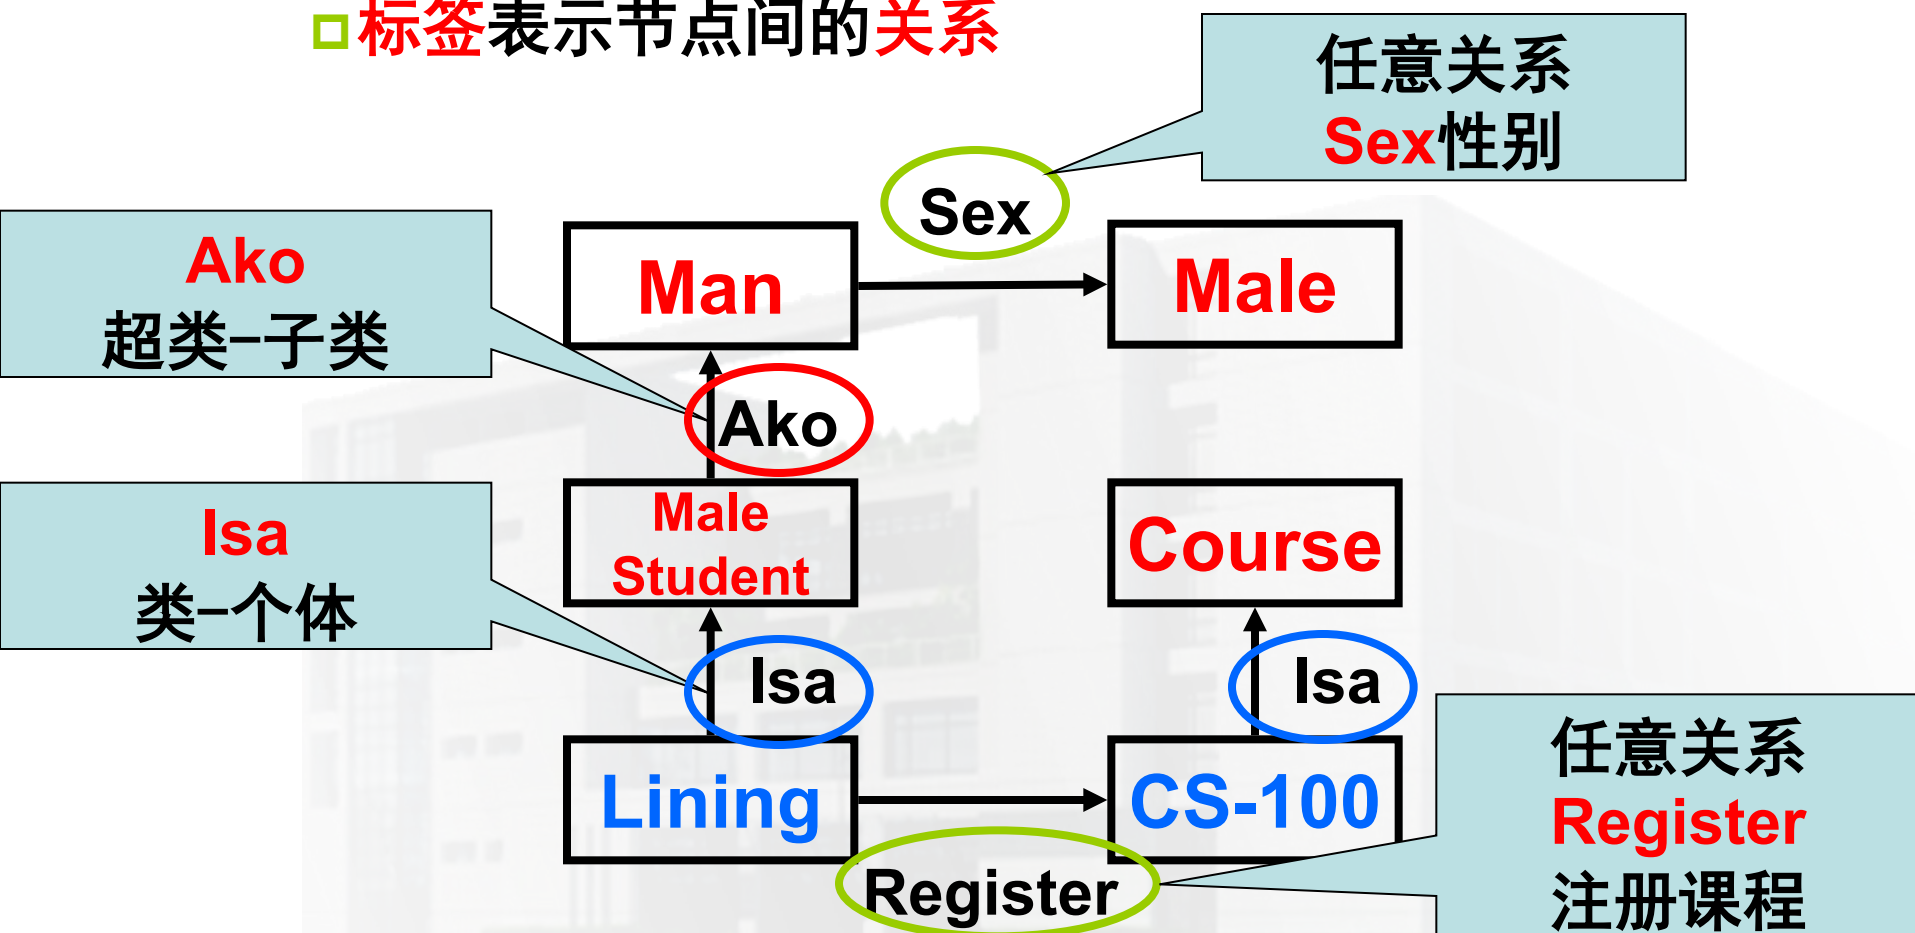 标签表示节点间的关系
任意关系
Sex性别
Sex
Ako
超类-子类
Man
Male
Ako
Isa
类-个体
Male
Student
Course
Isa
Isa
Lining
CS-100
任意关系
Register
注册课程
Register